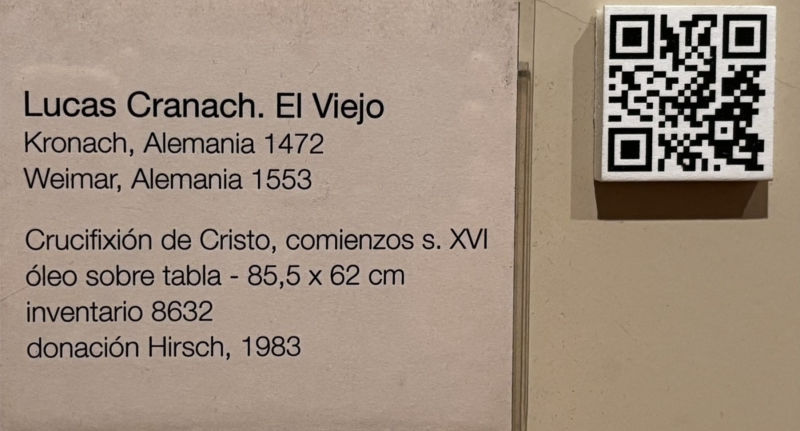 Lucas Cranach. El Viejo
Kronach, Alemania 1472
Weimar, Alemania 1553
Crucifixión de Cristo, comienzos s. XVI
óleo sobre tabla - 85,5 x 62 cm
inventario 8632
donación Hirsch, 1983